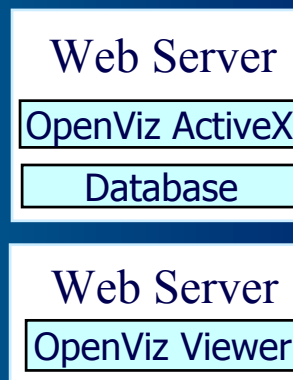 Web Server
OpenViz ActiveX
Database
Web Server
OpenViz Viewer